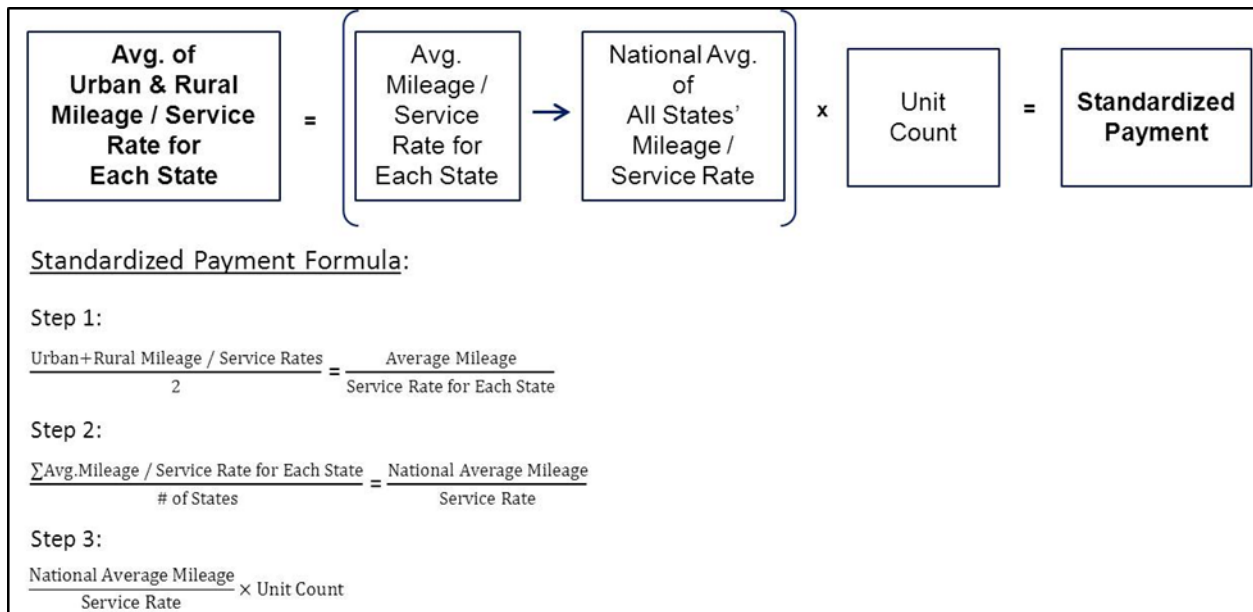 Avg. of
Urban & Rural
Mileage / Service
Rate for
Each State
=
Avg.
Mileage /
Service
Rate for
Each State
→
National Avg.
of
All States’
Mileage /
Service Rate
x
Unit
Count
=
Standardized
Payment
Standardized Payment Formula:
Step 1:
Urban+Rural Mileage / Service Rates
2
=
Average Mileage
Service Rate for Each State
Step 2:
∑Avg.Mileage / Service Rate for Each State
# of States
=
National Average Mileage
Service Rate
Step 3:
National Average Mileage
Service Rate
× Unit Count